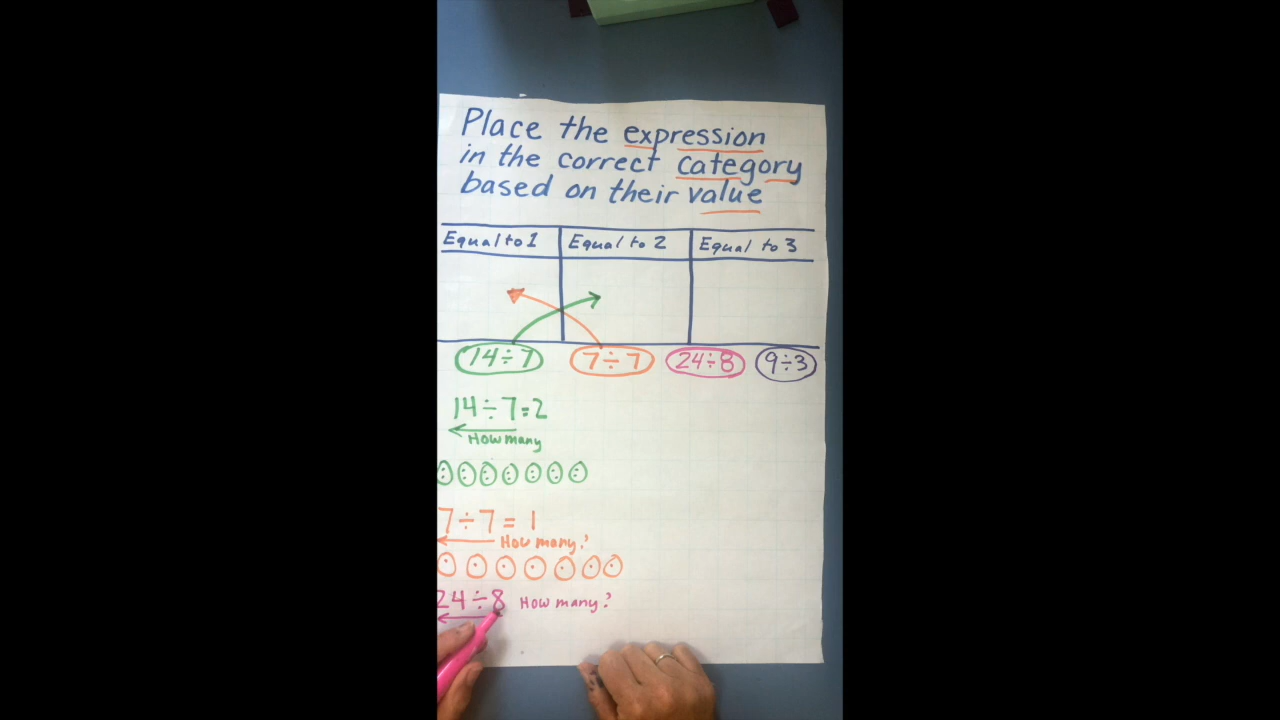 Place the expression
in the correct category
based on their value
Equal to 1 Equal to 2 Equal to 3
14÷7 7÷7 24÷8 9÷3
14÷7=2
How many
7÷7 = 1
How many?
24÷8 How many?